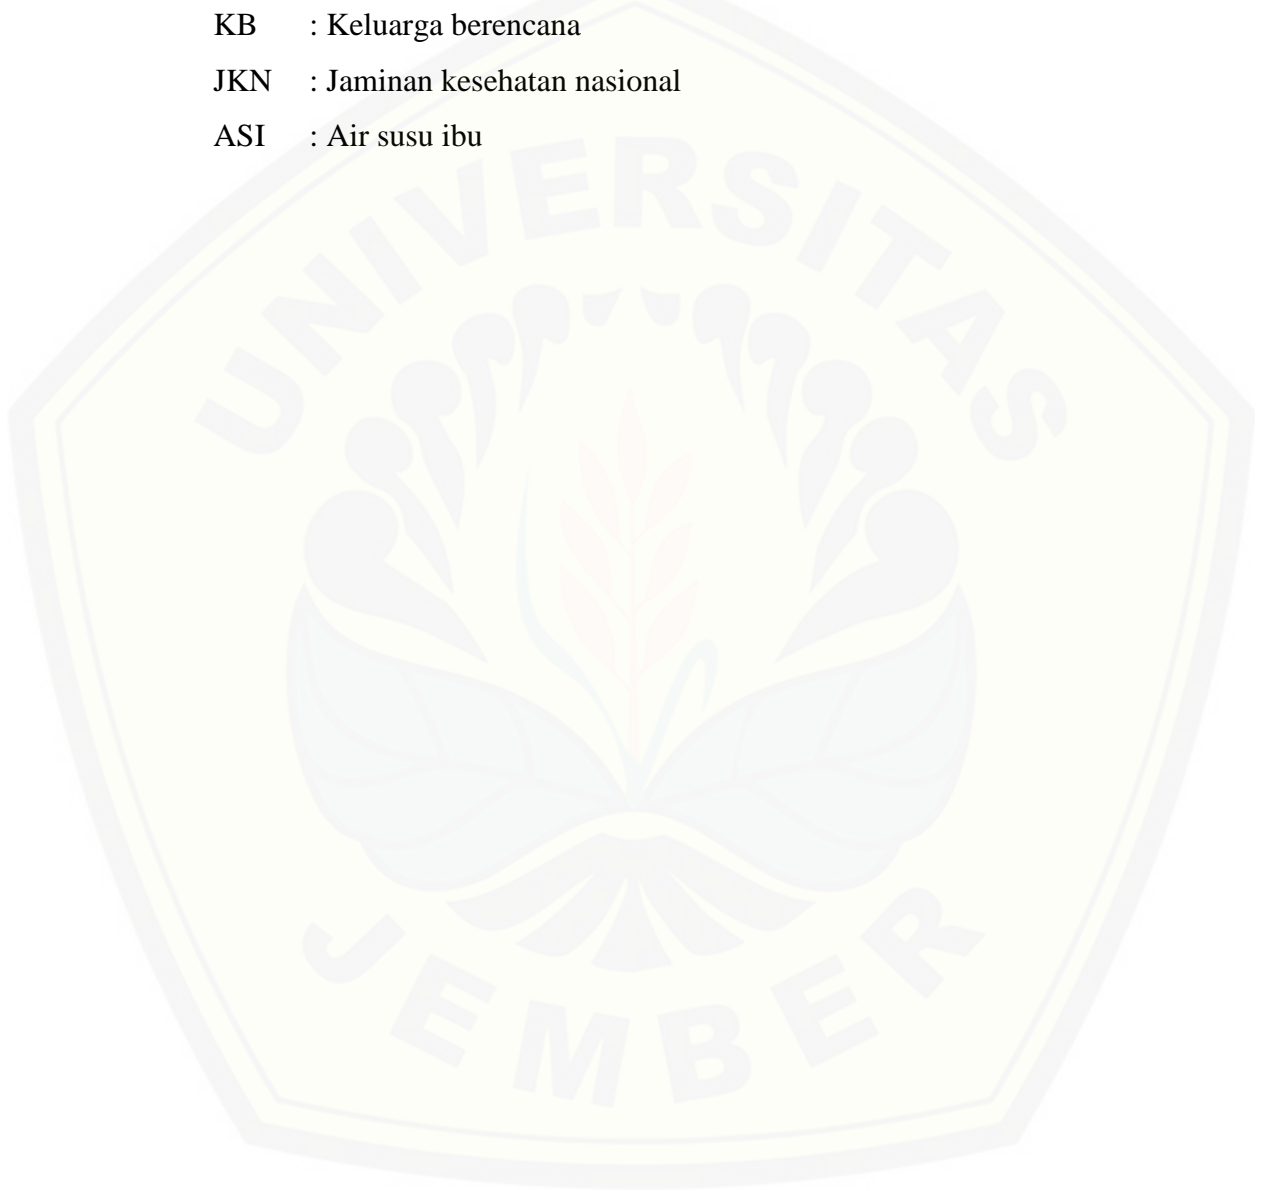 KB : Keluarga berencana
JKN : Jaminan kesehatan nasional
ASI : Air susu ibu
UNIVERSITAS
JEMBER